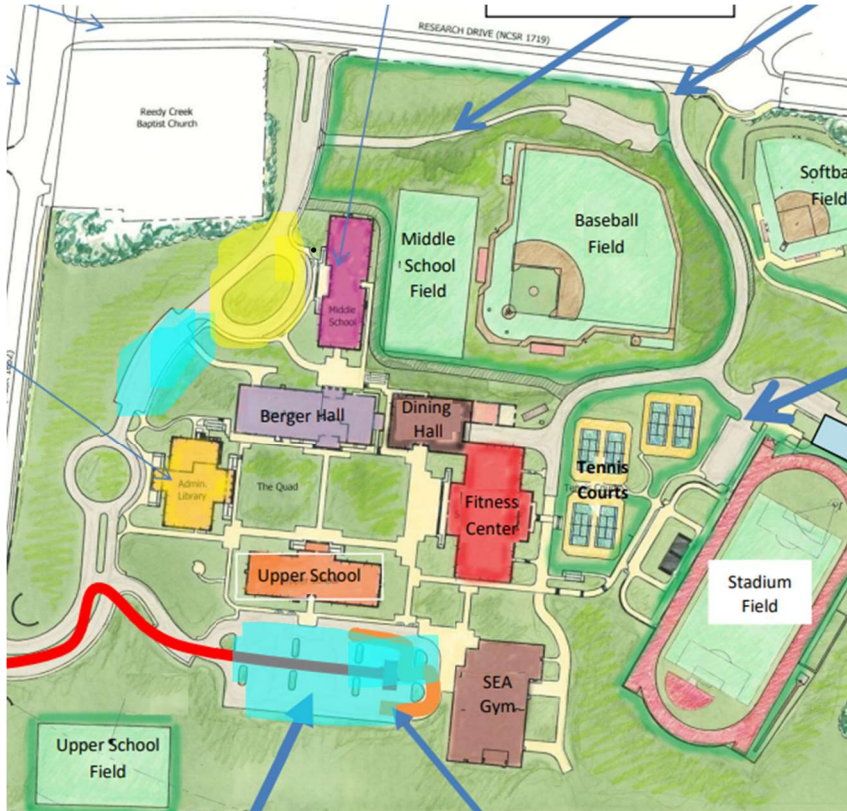 RESEARCH DRIVE (NCSR 1719)
Reedy Creek
Baptist Church
Softba
Field
Baseball
Field
Middle
School
Field
Middle
School
Berger Hall
Dining
Hall
Tennis
Courts
Admin.
Library
The Quad
Fitness
Center
Upper School
Stadium
Field
SEA
Gym
Upper School
Field